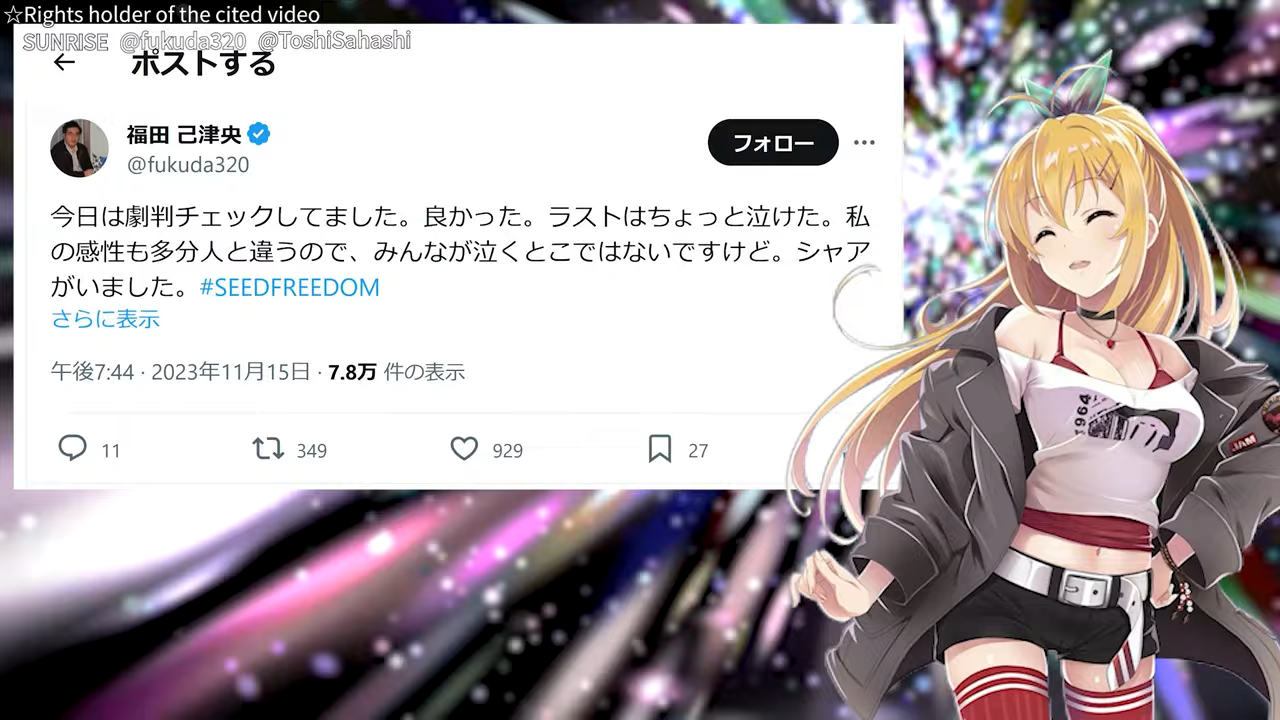 ☆Rights holder of the cited video
SUNRISE @fukuda320 @ToshiSahashi
← ポストする
福田 己津央
@fukuda320
フォロー
今日は劇判チェックしてました。良かった。ラストはちょっと泣けた。私
の感性も多分人と違うので、みんなが泣くとこではないですけど。シャア
がいました。#SEEDFREEDOM
さらに表示
午後7:44 · 2023年11月15日 · 7.8万 件の表示
11 349 929 27
1964
JAM